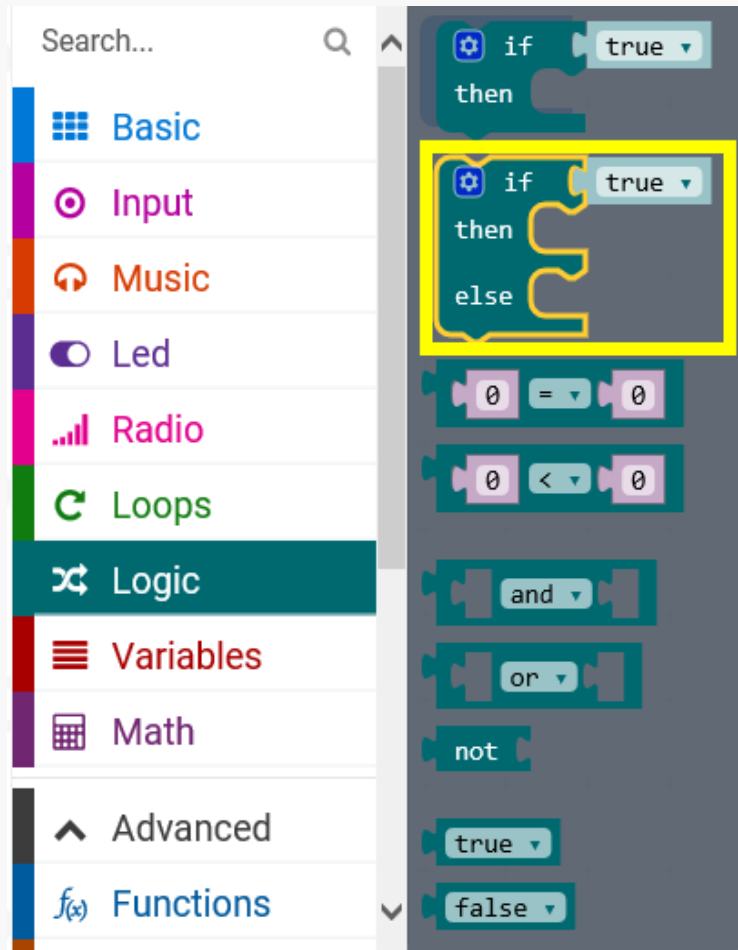 Search...
Basic
Input
Music
Led
Radio
Loops
Logic
Variables
Math
Advanced
f(x) Functions
if true
then
if true
then
else
0 = 0
0 < 0
and
or
not
true
false